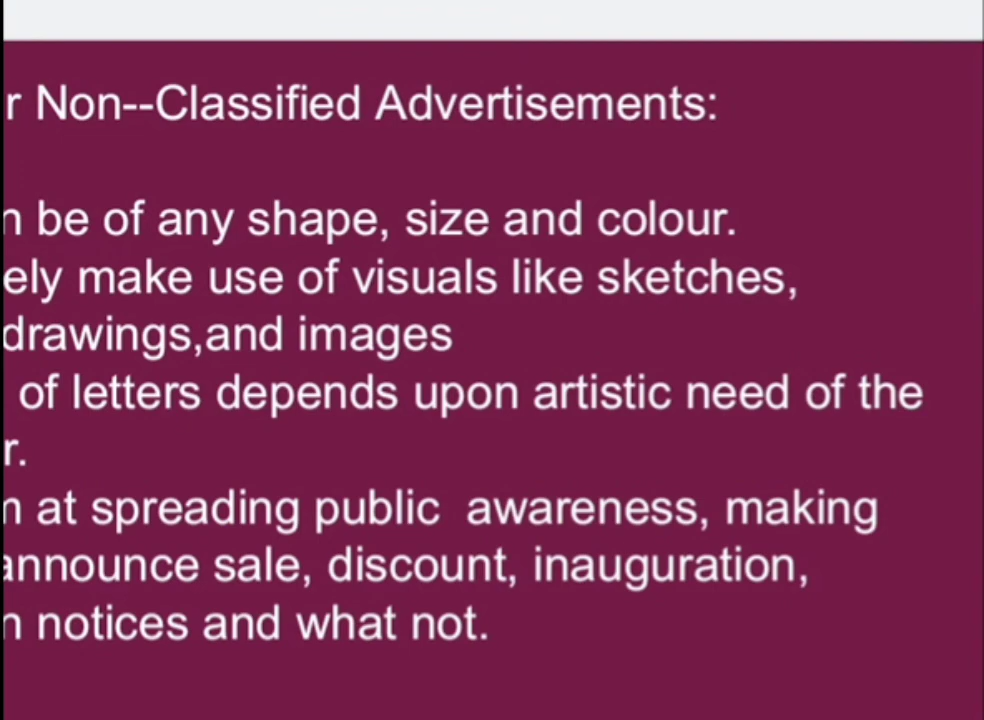 r Non--Classified Advertisements:
n be of any shape, size and colour.
ely make use of visuals like sketches,
drawings,and images
of letters depends upon artistic need of the
r.
m at spreading public  awareness, making
announce sale, discount, inauguration,
n notices and what not.